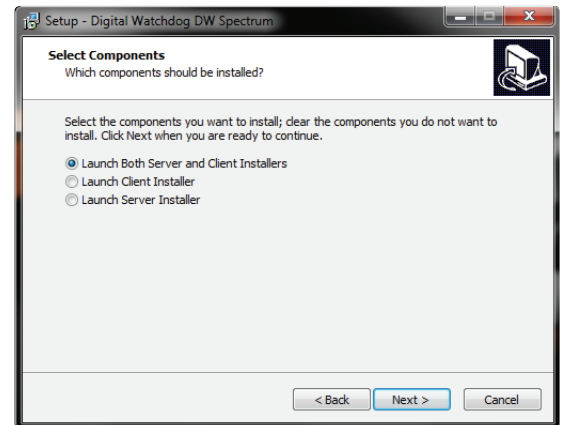 Setup - Digital Watchdog DW Spectrum
Select Components
Which components should be installed?
Select the components you want to install; clear the components you do not want to
install. Click Next when you are ready to continue.
Launch Both Server and Client Installers
Launch Client Installer
Launch Server Installer
< Back Next > Cancel